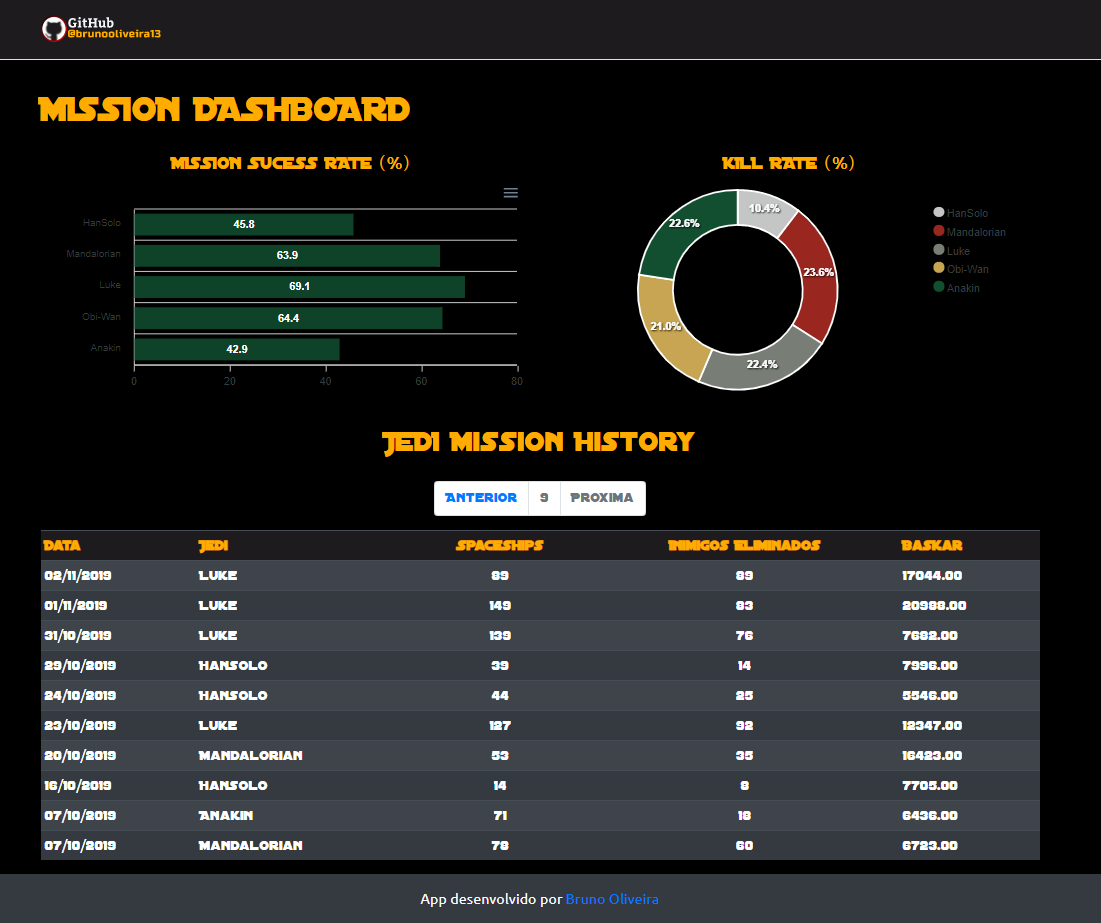 GitHub
@brunooliveira13
Mission Dashboard
Mission Sucess Rate (%)
HanSolo 45.8
Mandalorian 63.9
Luke 69.1
Obi-Wan 64.4
Anakin 42.9
0 20 40 60 80
Kill Rate (%)
10.4%
23.6%
22.4%
21.0%
22.6%
HanSolo
Mandalorian
Luke
Obi-Wan
Anakin
Jedi Mission History
Anterior 9 Proxima
Data Jedi Spaceships Inimigos Eliminados Baskar
02/11/2019 Luke 89 89 17044.00
01/11/2019 Luke 149 83 20988.00
31/10/2019 Luke 139 76 7682.00
29/10/2019 HanSolo 39 14 7996.00
24/10/2019 HanSolo 44 25 5546.00
23/10/2019 Luke 127 92 12347.00
20/10/2019 Mandalorian 53 35 16423.00
16/10/2019 HanSolo 14 8 7705.00
07/10/2019 Anakin 71 18 6436.00
07/10/2019 Mandalorian 78 60 6723.00
App desenvolvido por Bruno Oliveira